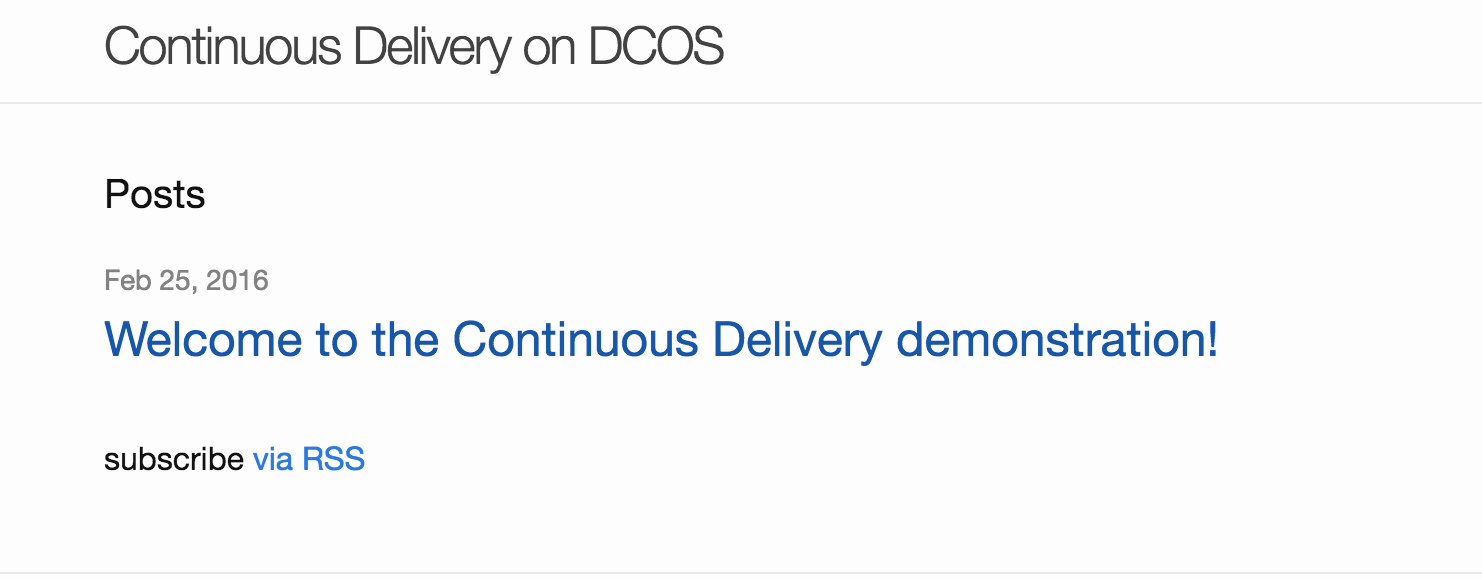 Continuous Delivery on DCOS
Posts
Feb 25, 2016
Welcome to the Continuous Delivery demonstration!
subscribe via RSS